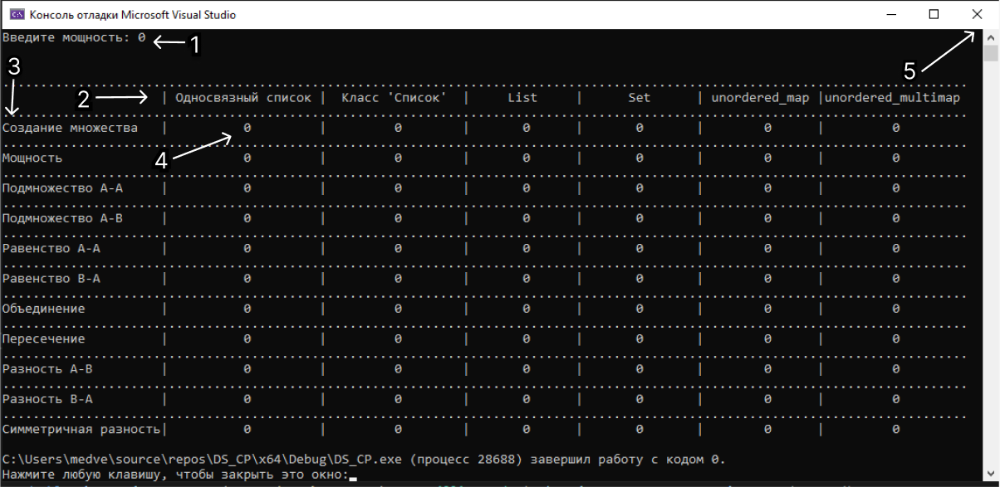 Консоль отладки Microsoft Visual Studio
Введите мощность: 0
1
3
5
2
| Односвязный список | Класс 'Список' | List | Set | unordered_map |unordered_multimap
Создание множества | 0 | 0 | 0 | 0 | 0 | 0
4
Мощность | 0 | 0 | 0 | 0 | 0 | 0
Подмножество A-A | 0 | 0 | 0 | 0 | 0 | 0
Подмножество A-B | 0 | 0 | 0 | 0 | 0 | 0
Равенство A-A | 0 | 0 | 0 | 0 | 0 | 0
Равенство B-A | 0 | 0 | 0 | 0 | 0 | 0
Объединение | 0 | 0 | 0 | 0 | 0 | 0
Пересечение | 0 | 0 | 0 | 0 | 0 | 0
Разность A-B | 0 | 0 | 0 | 0 | 0 | 0
Разность B-A | 0 | 0 | 0 | 0 | 0 | 0
Симметричная разность| 0 | 0 | 0 | 0 | 0 | 0
C:\Users\medve\source\repos\DS_CP\x64\Debug\DS_CP.exe (процесс 28688) завершил работу с кодом 0.
Нажмите любую клавишу, чтобы закрыть это окно: